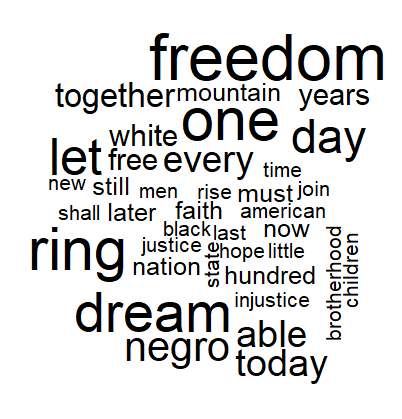 freedom
together mountain years
white one day
let free every
time
new still men rise must join
shall later faith american
black last now
ring justice hope little
nation state hundred
brotherhood children
dream injustice
negro able
today